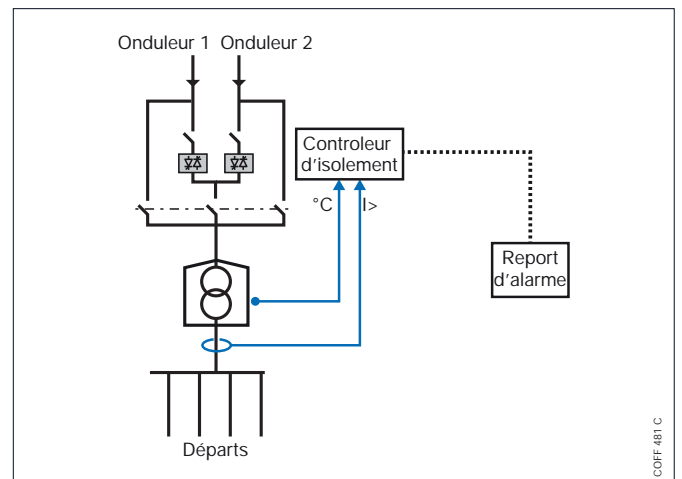 Onduleur 1 Onduleur 2
Controleur
d'isolement
°C
I>
Report
d'alarme
Départs
COFF 481 C